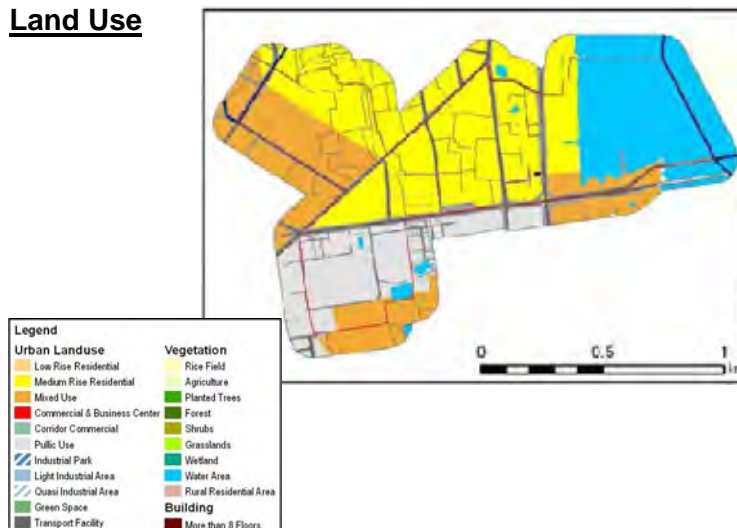 Land Use
0 0.5 1
Legend
Urban Landuse
Low Rise Residential
Medium Rise Residential
Mixed Use
Commercial & Business Center
Corridor Commercial
Pullic Use
Industrial Park
Light Industrial Area
Quasi Industrial Area
Green Space
Transport Facility
Vegetation
Rice Field
Agriculture
Planted Trees
Forest
Shrubs
Grasslands
Wetland
Water Area
Rural Residential Area
Building
More than 8 Floors